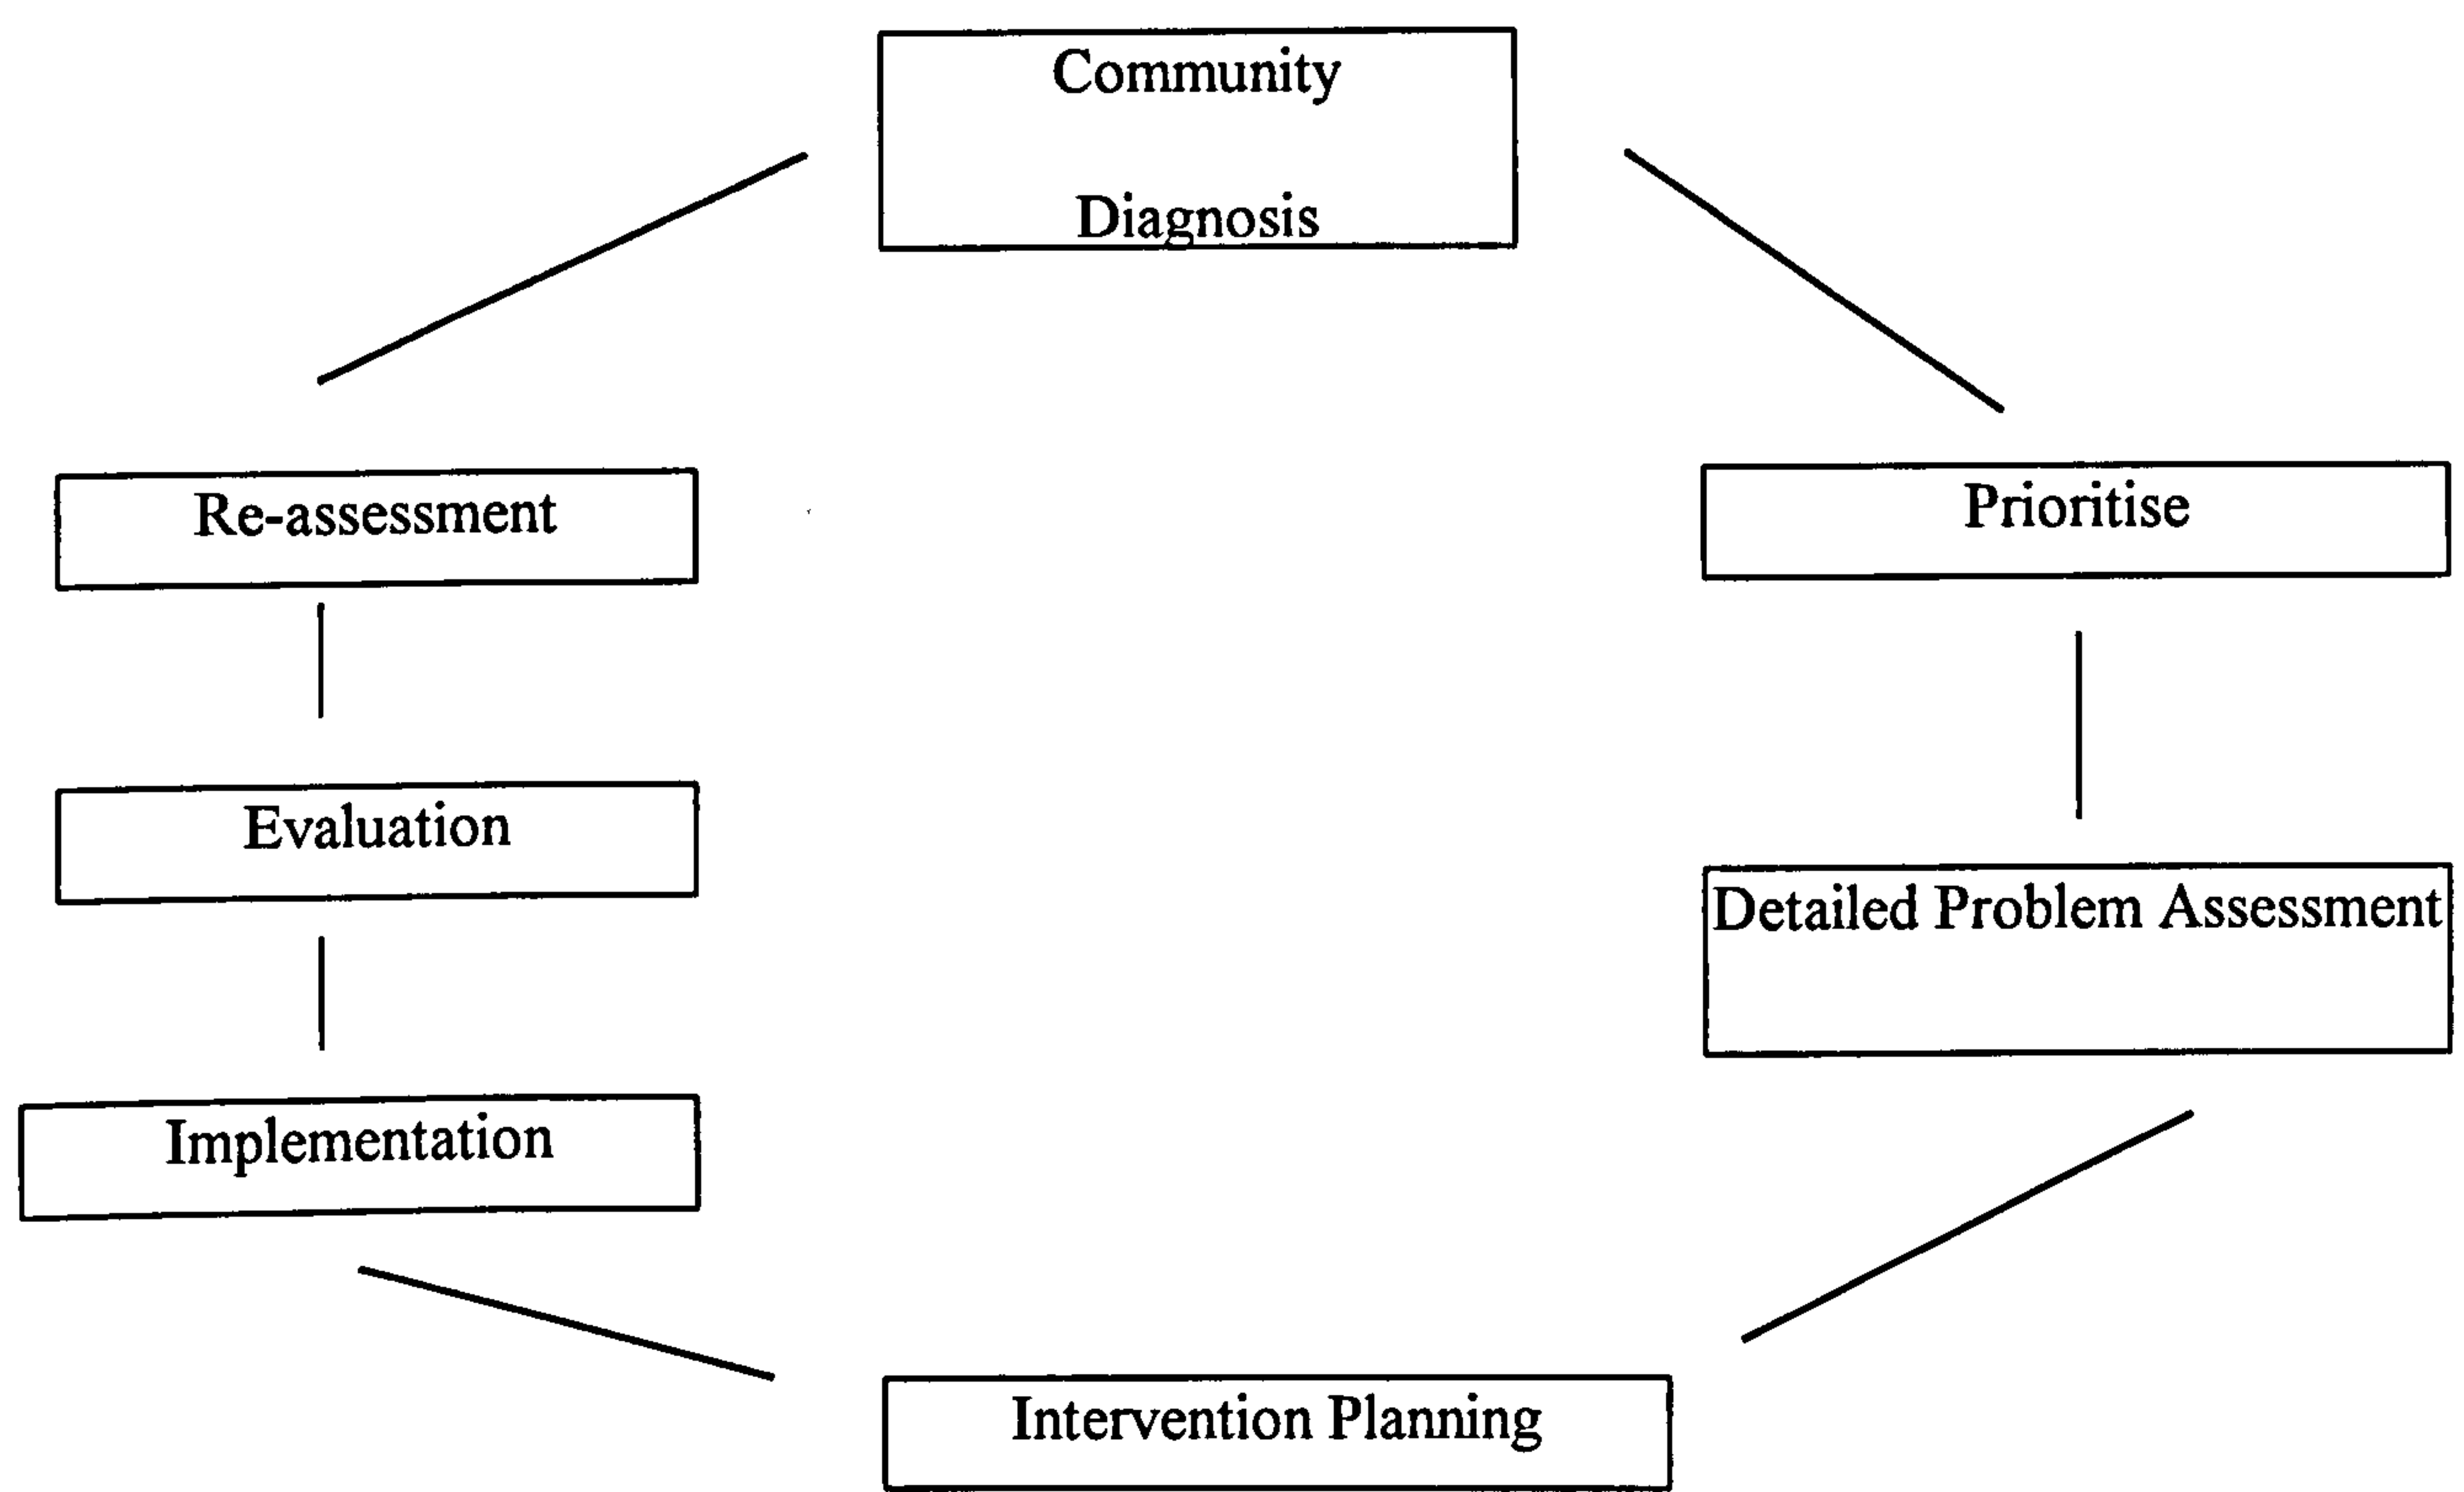 Community
Diagnosis
Re-assessment
Prioritise
Evaluation
Detailed Problem Assessment
Implementation
Intervention Planning